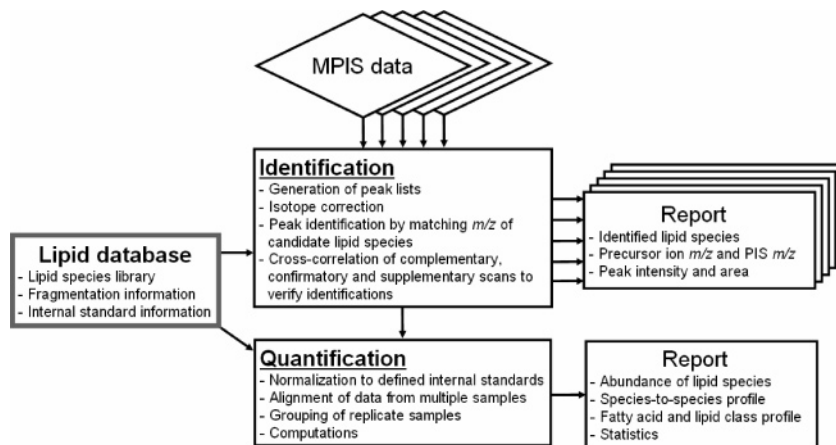 MPIS data
Identification
- Generation of peak lists
- Isotope correction
- Peak identification by matching m/z of
candidate lipid species
- Cross-correlation of complementary,
confirmatory and supplementary scans to
verify identifications
Report
- Identified lipid species
- Precursor ion m/z and PIS m/z
- Peak intensity and area
Lipid database
- Lipid species library
- Fragmentation information
- Internal standard information
Quantification
- Normalization to defined internal standards
- Alignment of data from multiple samples
- Grouping of replicate samples
- Computations
Report
- Abundance of lipid species
- Species-to-species profile
- Fatty acid and lipid class profile
- Statistics